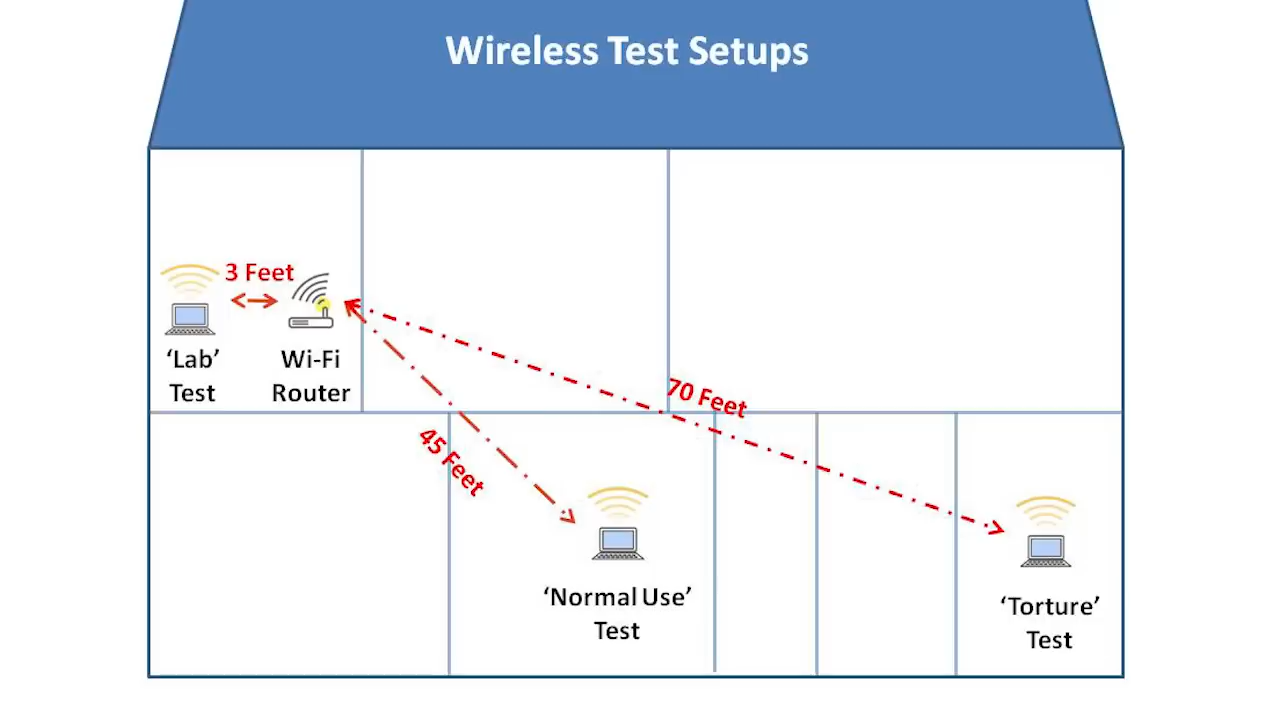 Wireless Test Setups
3 Feet
‘Lab’
Test
Wi-Fi
Router
70 Feet
45 Feet
‘Normal Use’
Test
‘Torture’
Test